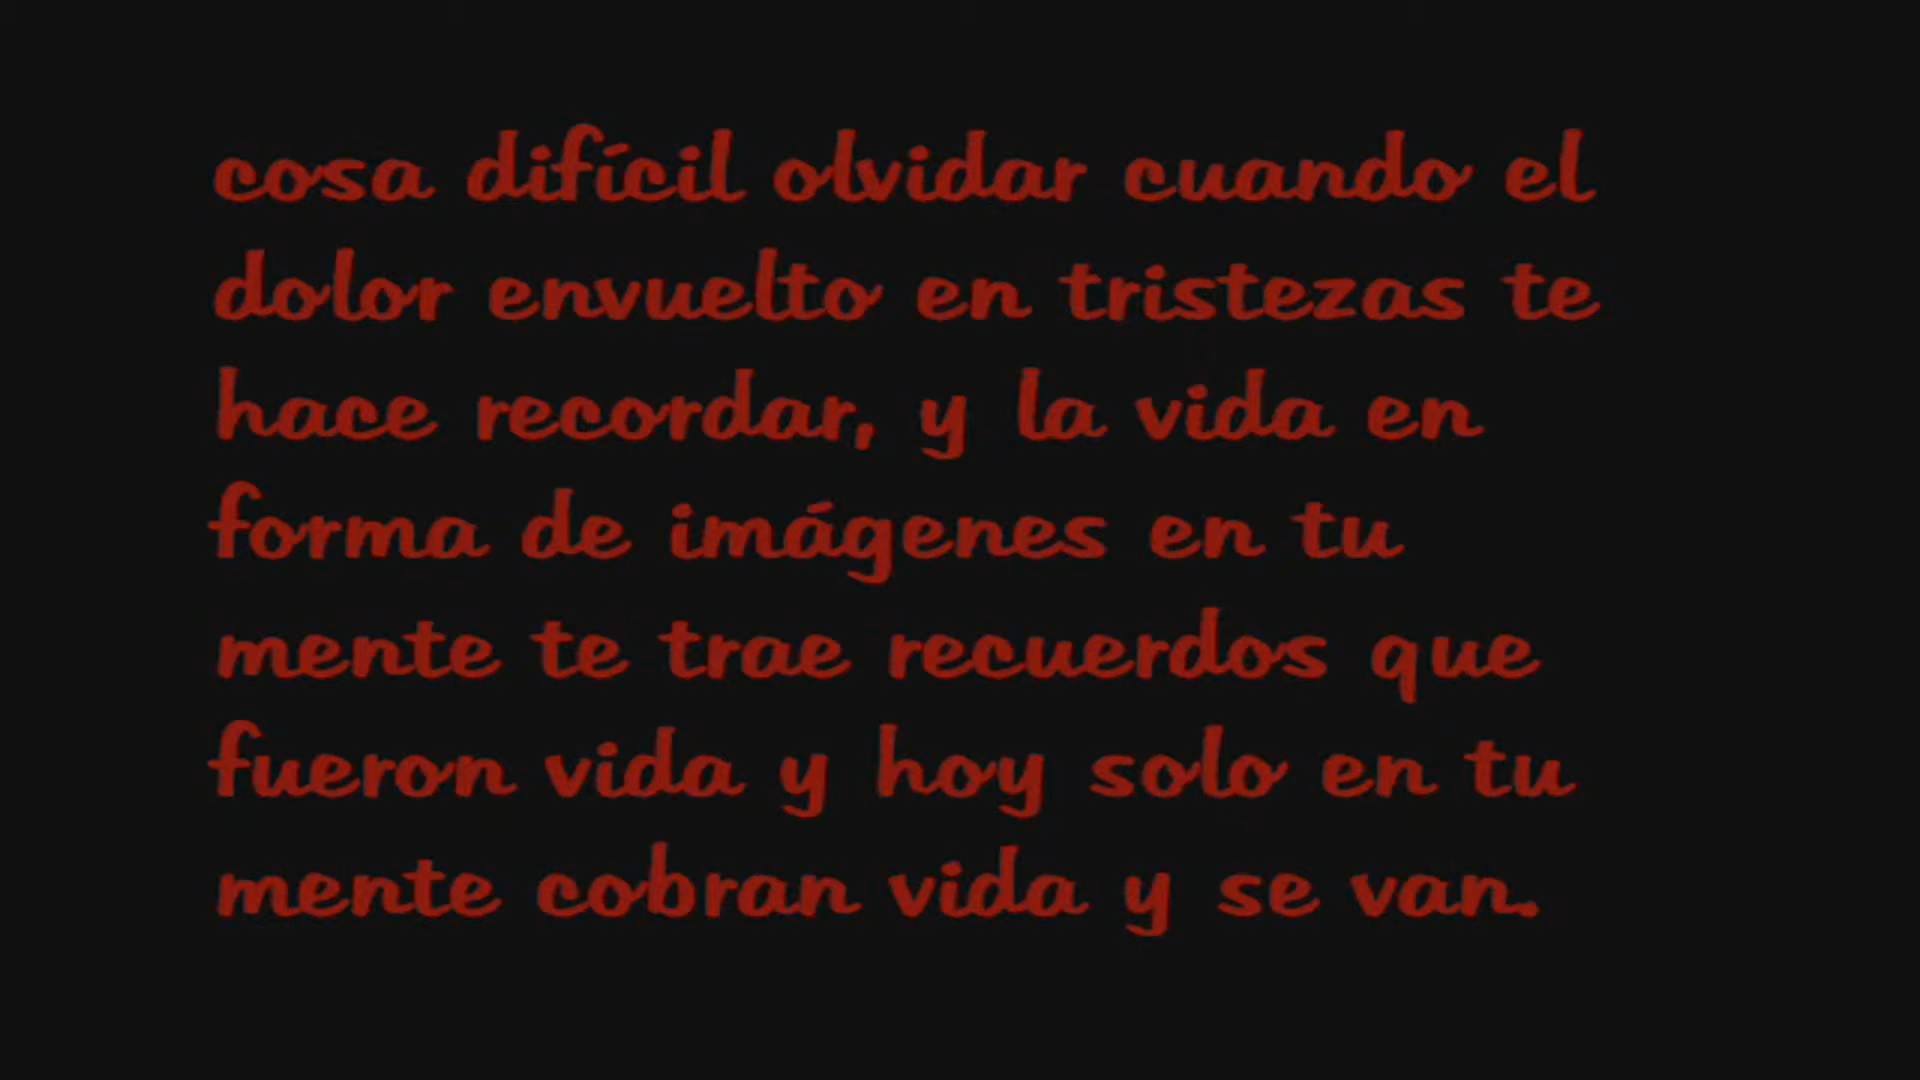 cosa difícil olvidar cuando el
dolor envuelto en tristezas te
hace recordar, y la vida en
forma de imágenes en tu
mente te trae recuerdos que
fueron vida y hoy solo en tu
mente cobran vida y se van.